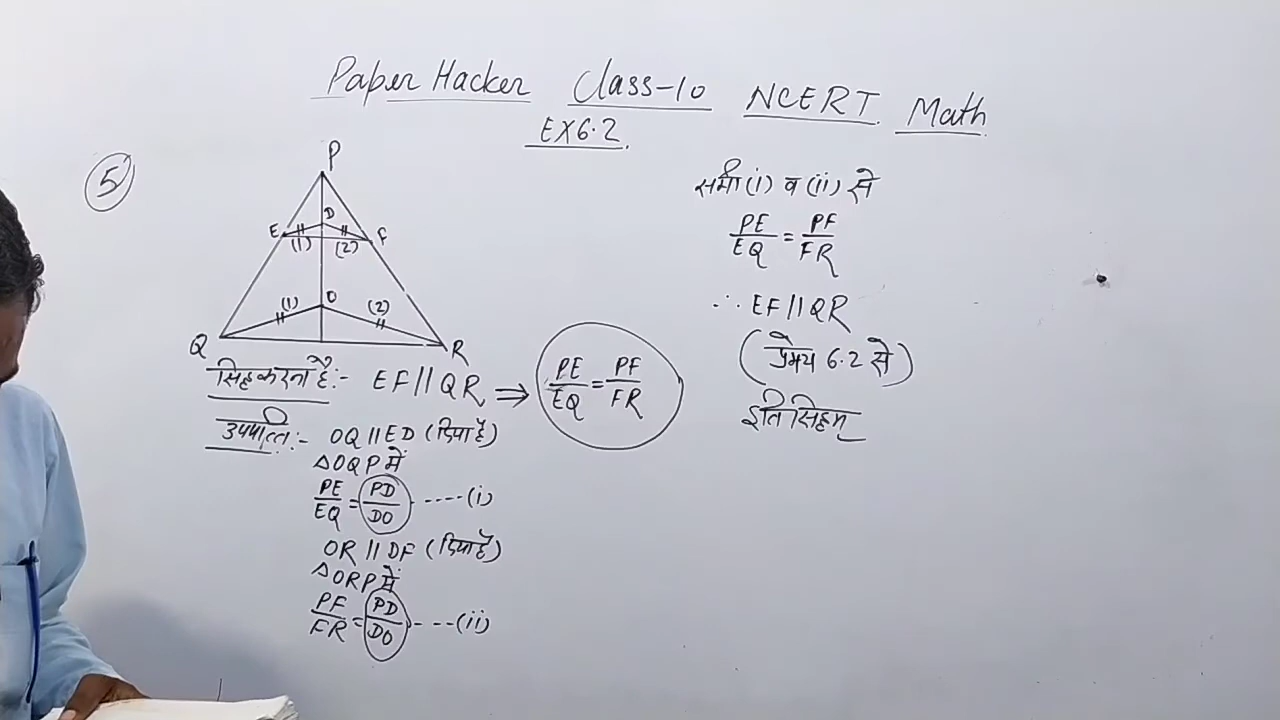 Paper Hacker Class-10 NCERT Math
EX6.2
5
P
D
E F
(1) (2)
O
(1) (2)
Q R
सिद्ध करना है:- EF||QR ⇒ PE/EQ = PF/FR
उपपत्ति:- OQ||ED (दिया है)
△OQP में
PE/EQ = PD/DO ----(i)
OR||DF (दिया है)
△ORP में
PF/FR = PD/DO ----(ii)
समी (i) व (ii) से
PE/EQ = PF/FR
∴ EF||QR
(प्रमेय 6.2 से)
इति सिद्धम्